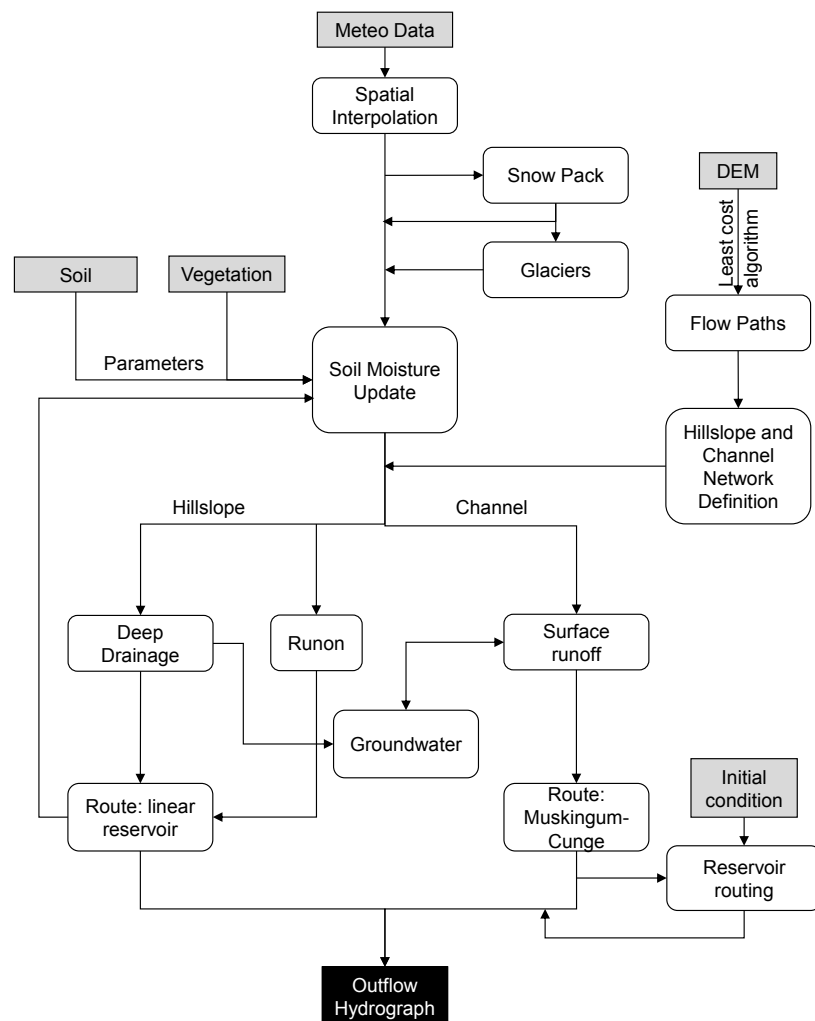 Meteo Data
Spatial
Interpolation
Snow Pack
DEM
Least cost
algorithm
Soil
Vegetation
Glaciers
Flow Paths
Parameters
Soil Moisture
Update
Hillslope and
Channel
Network
Definition
Hillslope
Channel
Deep
Drainage
Runon
Surface
runoff
Groundwater
Initial
condition
Route: linear
reservoir
Route:
Muskingum-
Cunge
Reservoir
routing
Outflow
Hydrograph